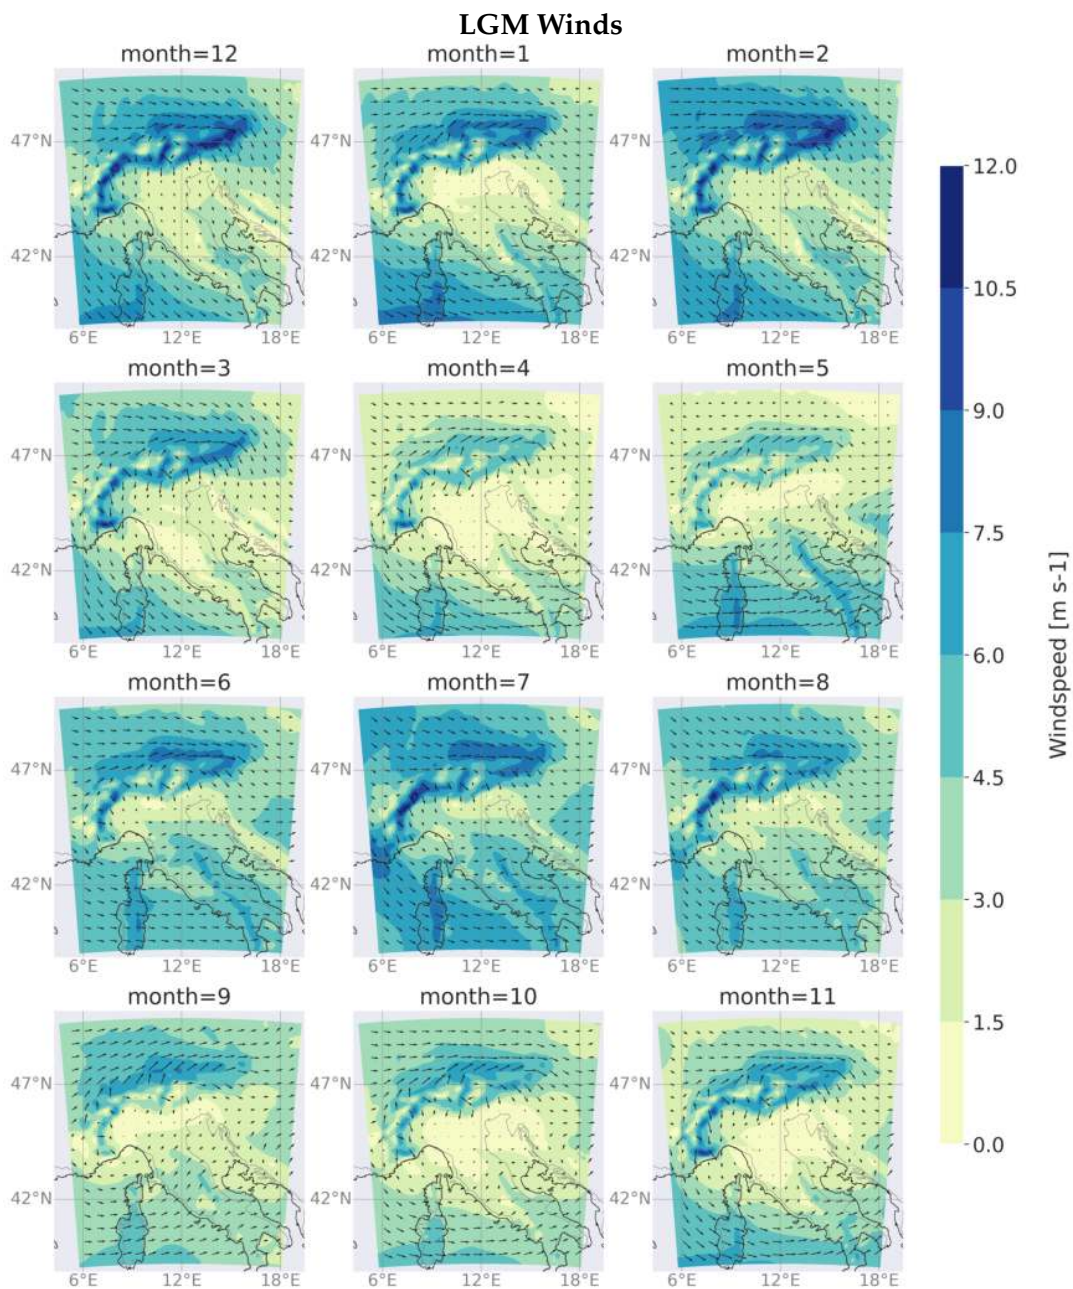 LGM Winds
month=12 month=1 month=2
47°N 47°N 47°N
42°N 42°N 42°N
6°E 12°E 18°E 6°E 12°E 18°E 6°E 12°E 18°E
month=3 month=4 month=5
47°N 47°N 47°N
42°N 42°N 42°N
6°E 12°E 18°E 6°E 12°E 18°E 6°E 12°E 18°E
month=6 month=7 month=8
47°N 47°N 47°N
42°N 42°N 42°N
6°E 12°E 18°E 6°E 12°E 18°E 6°E 12°E 18°E
month=9 month=10 month=11
47°N 47°N 47°N
42°N 42°N 42°N
6°E 12°E 18°E 6°E 12°E 18°E 6°E 12°E 18°E
12.0
10.5
9.0
7.5
6.0
4.5
3.0
1.5
0.0
Windspeed [m s-1]